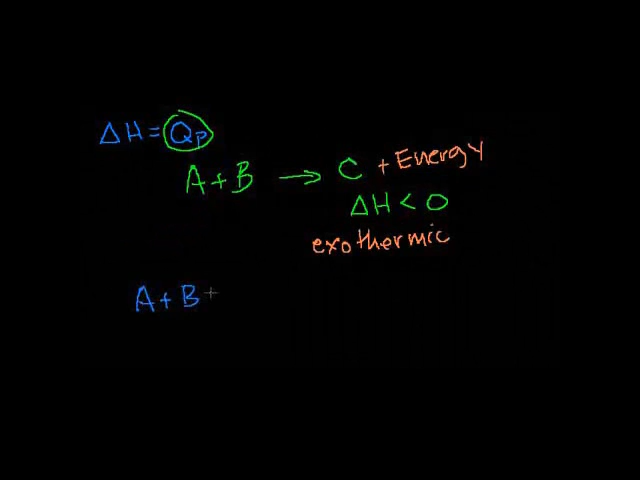 ΔH = Qp
A + B → C + Energy
ΔH < 0
exothermic
A + B +